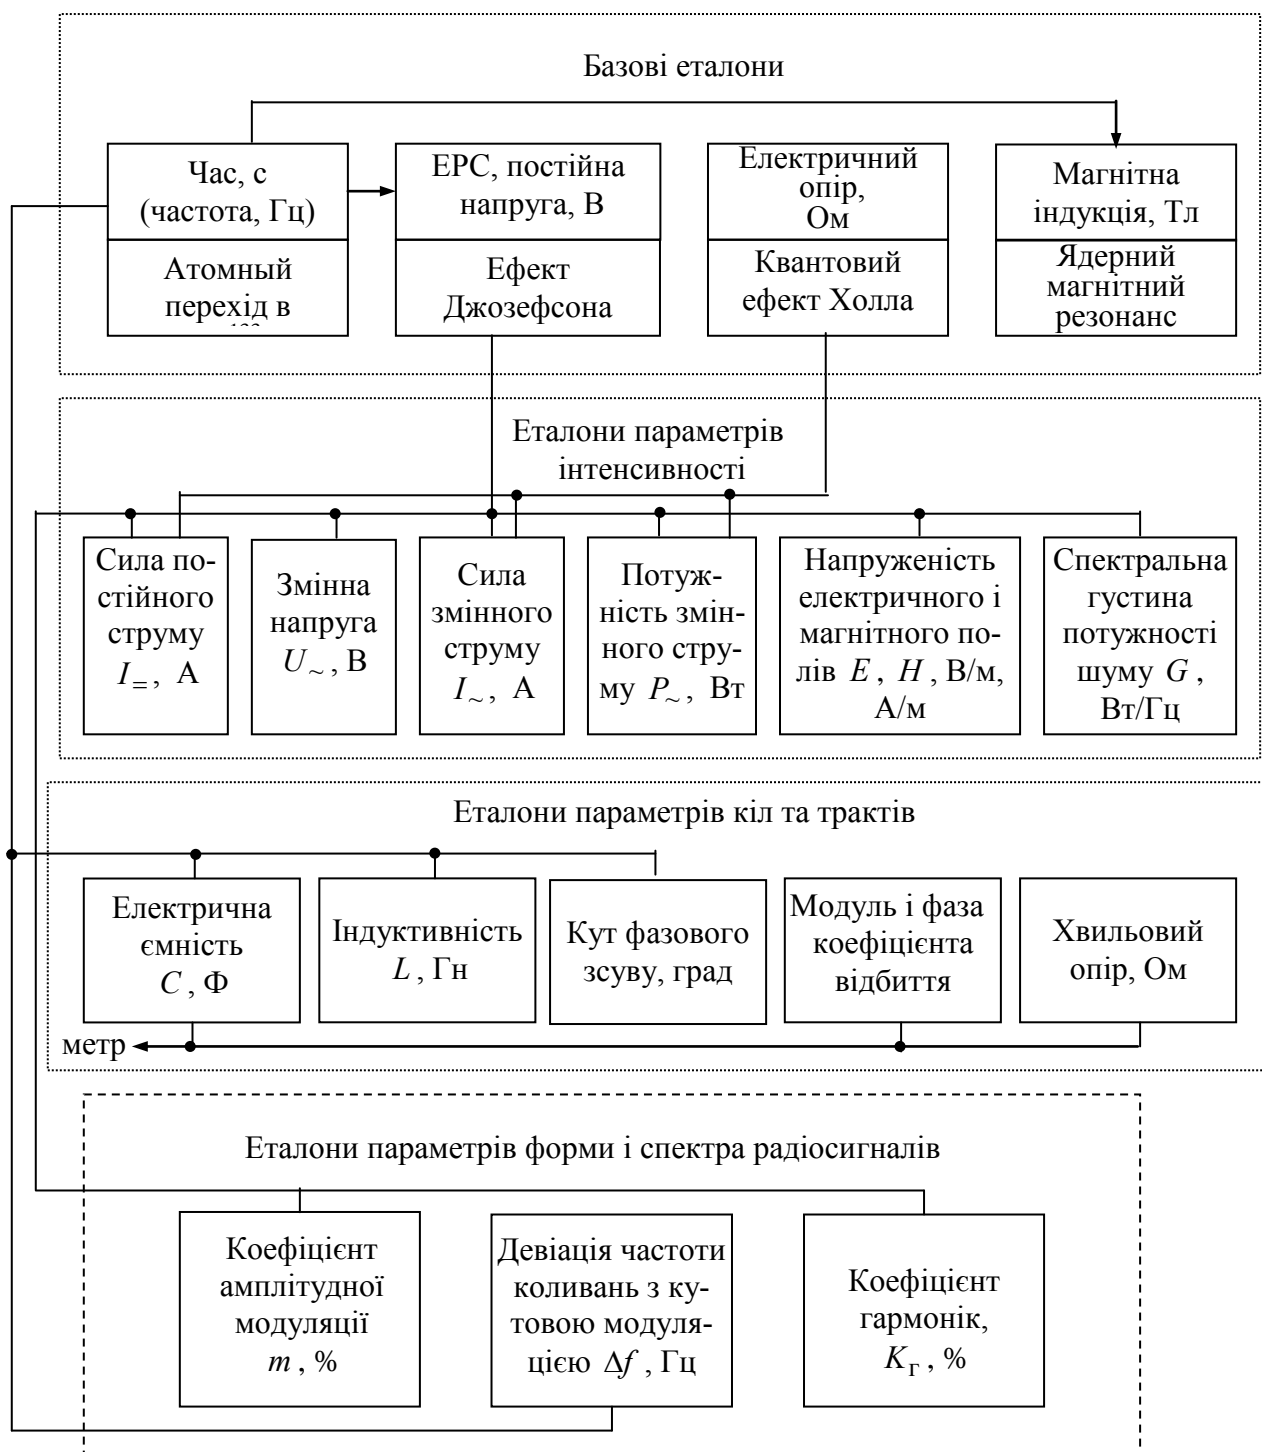 Базові еталони
Час, с
(частота, Гц)
Атомный
перехід в
ЕРС, постійна
напруга, В
Ефект
Джозефсона
Електричний
опір,
Ом
Квантовий
ефект Холла
Магнітна
індукція, Тл
Ядерний
магнітний
резонанс
Еталони параметрів
інтенсивності
Сила по-
стійного
струму
I=, А
Змінна
напруга
U~, В
Сила
змінного
струму
I~, А
Потуж-
ність змін-
ного стру-
му P~, Вт
Напруженість
електричного і
магнітного по-
лів E, H, В/м,
А/м
Спектральна
густина
потужності
шуму G,
Вт/Гц
Еталони параметрів кіл та трактів
Електрична
ємність
C, Ф
Індуктивність
L, Гн
Кут фазового
зсуву, град
Модуль і фаза
коефіцієнта
відбиття
Хвильовий
опір, Ом
метр
Еталони параметрів форми і спектра радіосигналів
Коефіцієнт
амплітудної
модуляції
m, %
Девіація частоти
коливань з ку-
товою модуля-
цією Δf, Гц
Коефіцієнт
гармонік,
Kг, %